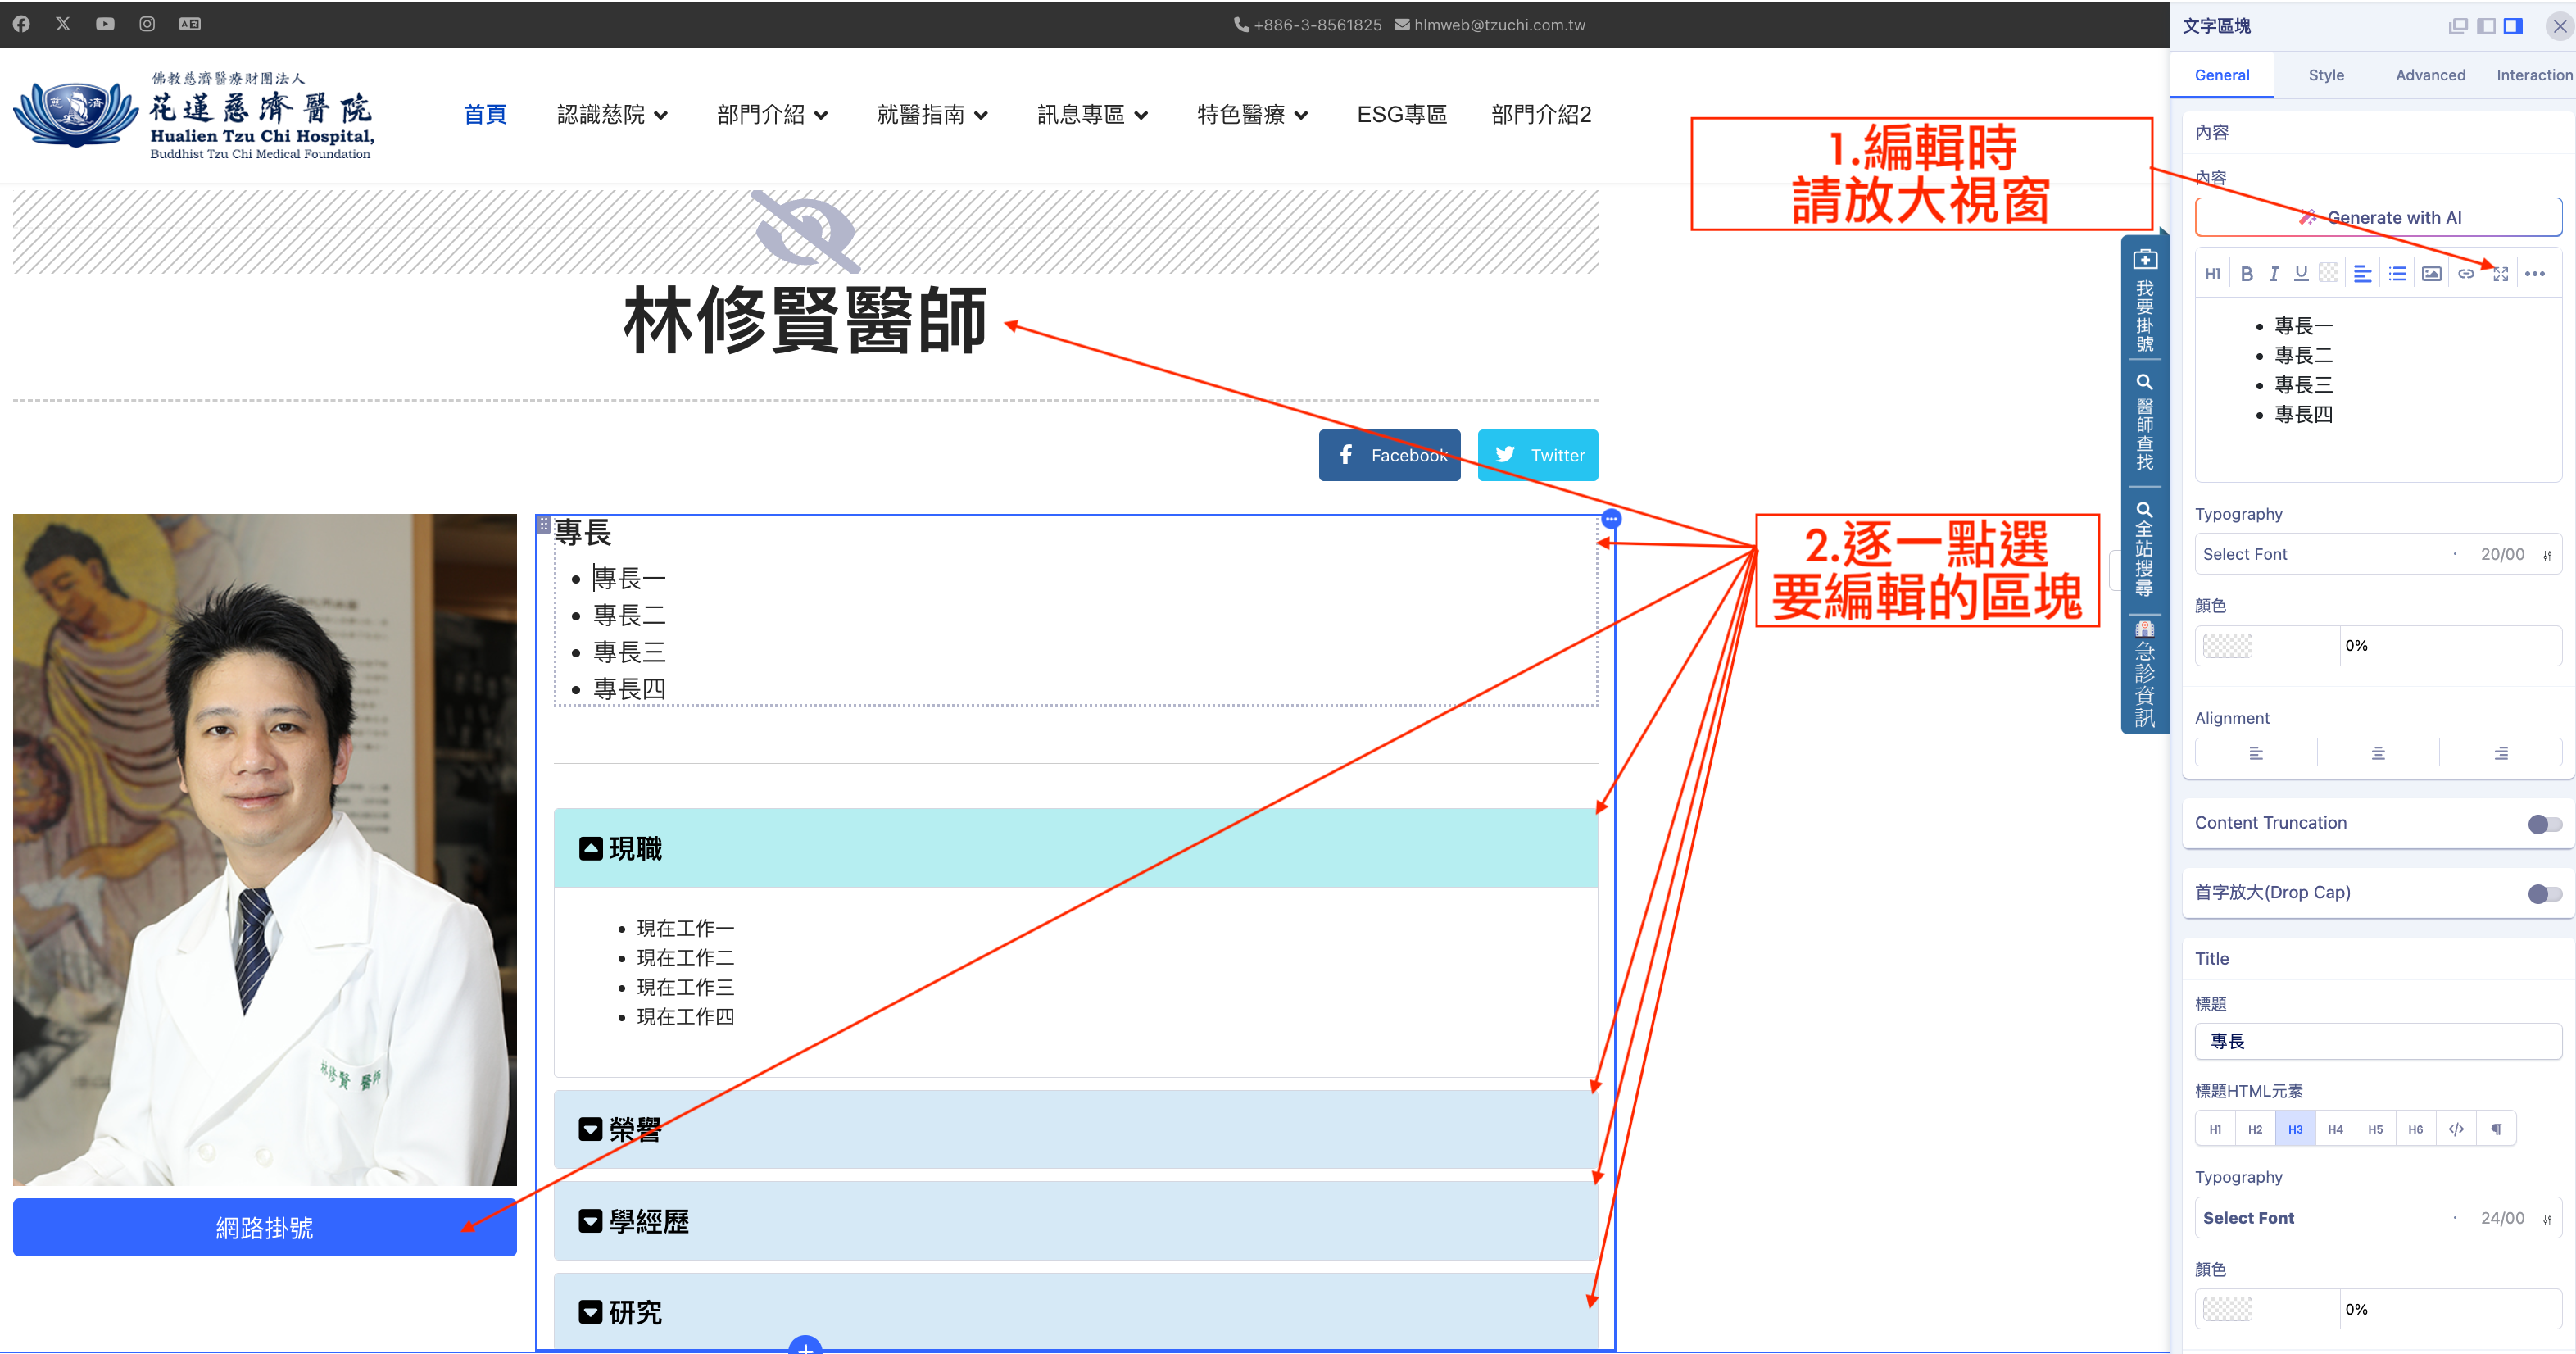 +886-3-8561825 hlmweb@tzuchi.com.tw
佛教慈濟醫療財團法人
花蓮慈濟醫院
Hualien Tzu Chi Hospital,
Buddhist Tzu Chi Medical Foundation
慈濟
首頁 認識慈院 部門介紹 就醫指南 訊息專區 特色醫療 ESG專區 部門介紹2
1.編輯時
請放大視窗
林修賢醫師
Facebook Twitter
2.逐一點選
要編輯的區塊
專長
專長一
專長二
專長三
專長四
現職
現在工作一
現在工作二
現在工作三
現在工作四
榮譽
學經歷
研究
林修賢 醫師
網路掛號
我要掛號
醫師查找
全站搜尋
急診資訊
文字區塊
General Style Advanced Interaction
內容
內容
Generate with AI
H1 B I U
專長一
專長二
專長三
專長四
Typography
Select Font 20/00
顏色
0%
Alignment
Content Truncation
首字放大(Drop Cap)
Title
標題
專長
標題HTML元素
H1 H2 H3 H4 H5 H6 </> ¶
Typography
Select Font 24/00
顏色
0%